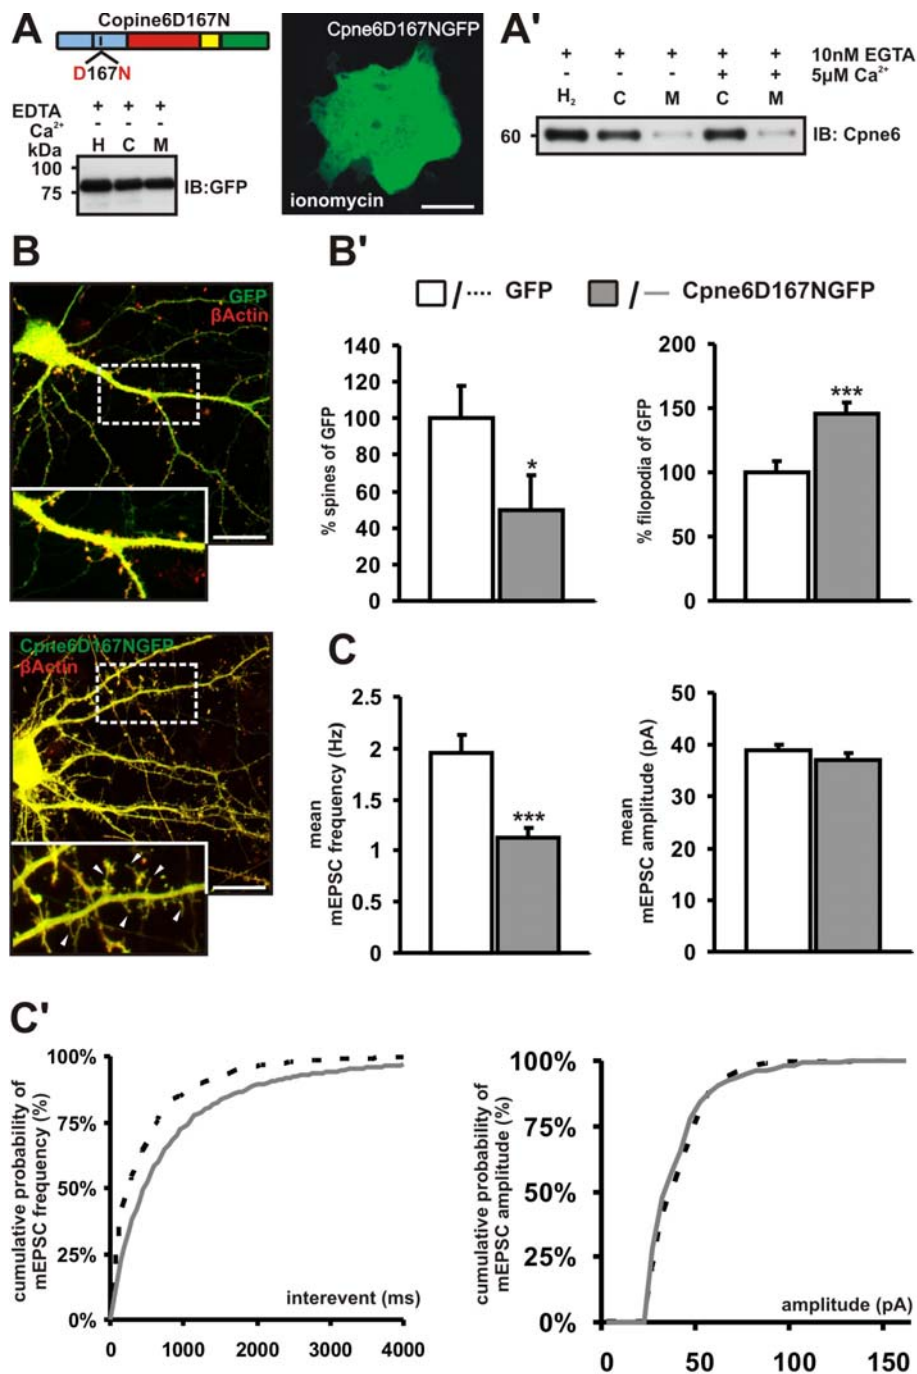 A
Copine6D167N
D167N
EDTA + + +
Ca²⁺ - - -
kDa H C M
100
75
IB:GFP
Cpne6D167NGFP
ionomycin
A'
+ + + + + 10nM EGTA
- - - + + 5µM Ca²⁺
H₂ C M C M
60
IB: Cpne6
B
GFP
βActin
Cpne6D167NGFP
βActin
B'
/ GFP / Cpne6D167NGFP
% spines of GFP
140
120
100
80
60
40
20
0
*
% filopodia of GFP
200
150
100
50
0
***
C
mean
mEPSC frequency (Hz)
2.5
2
1.5
1
0.5
0
***
mean
mEPSC amplitude (pA)
50
40
30
20
10
0
C'
cumulative probability of
mEPSC frequency (%)
100%
75%
50%
25%
0%
interevent (ms)
0 1000 2000 3000 4000
cumulative probability of
mEPSC amplitude (%)
100%
75%
50%
25%
0%
amplitude (pA)
0 50 100 150